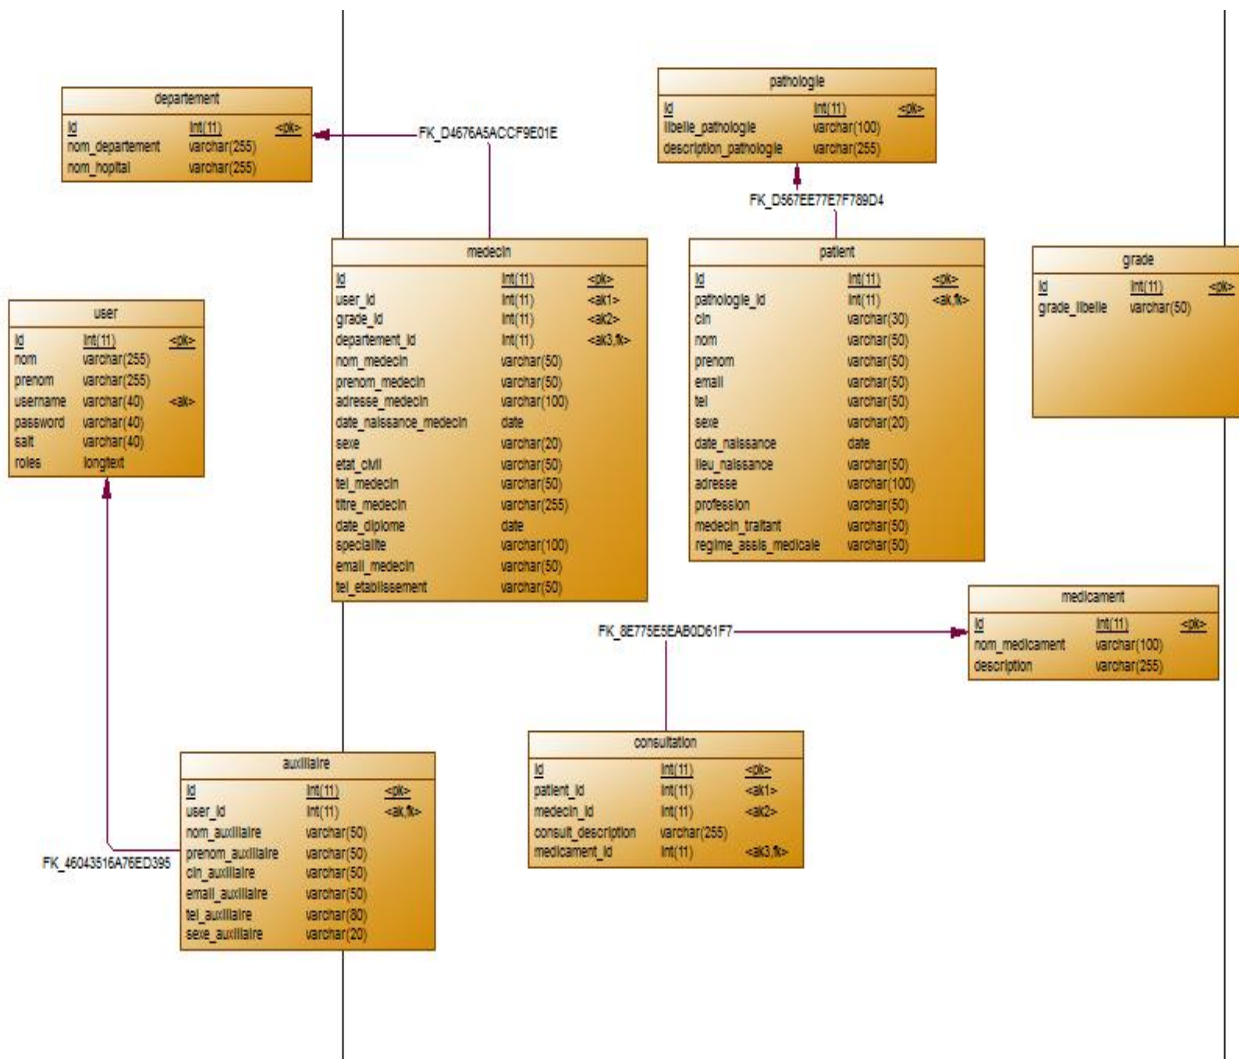 departement
id Int(11) <pk>
nom_departement varchar(255)
nom_hopital varchar(255)
FK_D4676A5ACCF9E01E
pathologie
id Int(11) <pk>
libelle_pathologie varchar(100)
description_pathologie varchar(255)
FK_D567EE77E7F789D4
user
id Int(11) <pk>
nom varchar(255)
prenom varchar(255)
username varchar(40) <ak>
password varchar(40)
salt varchar(40)
roles longtext
medecin
id Int(11) <pk>
user_id Int(11) <ak1>
grade_id Int(11) <ak2>
departement_id Int(11) <ak3,fk>
nom_medecin varchar(50)
prenom_medecin varchar(50)
adresse_medecin varchar(100)
date_naissance_medecin date
sexe varchar(20)
etat_civil varchar(50)
tel_medecin varchar(50)
titre_medecin varchar(255)
date_diplome date
specialite varchar(100)
email_medecin varchar(50)
tel_etablissement varchar(50)
patient
id Int(11) <pk>
pathologie_id Int(11) <ak,fk>
cin varchar(30)
nom varchar(50)
prenom varchar(50)
email varchar(50)
tel varchar(50)
sexe varchar(20)
date_naissance date
lieu_naissance varchar(50)
adresse varchar(100)
profession varchar(50)
medecin_traitant varchar(50)
regime_assis_medicale varchar(50)
grade
id Int(11) <pk>
grade_libelle varchar(50)
medicament
id Int(11) <pk>
nom_medicament varchar(100)
description varchar(255)
FK_8E775E5EAB0D61F7
consultation
id Int(11) <pk>
patient_id Int(11) <ak1>
medecin_id Int(11) <ak2>
consult_description varchar(255)
medicament_id Int(11) <ak3,fk>
auxiliaire
id Int(11) <pk>
user_id Int(11) <ak,fk>
nom_auxiliaire varchar(50)
prenom_auxiliaire varchar(50)
cin_auxiliaire varchar(50)
email_auxiliaire varchar(50)
tel_auxiliaire varchar(80)
sexe_auxiliaire varchar(20)
FK_46043516A76ED395